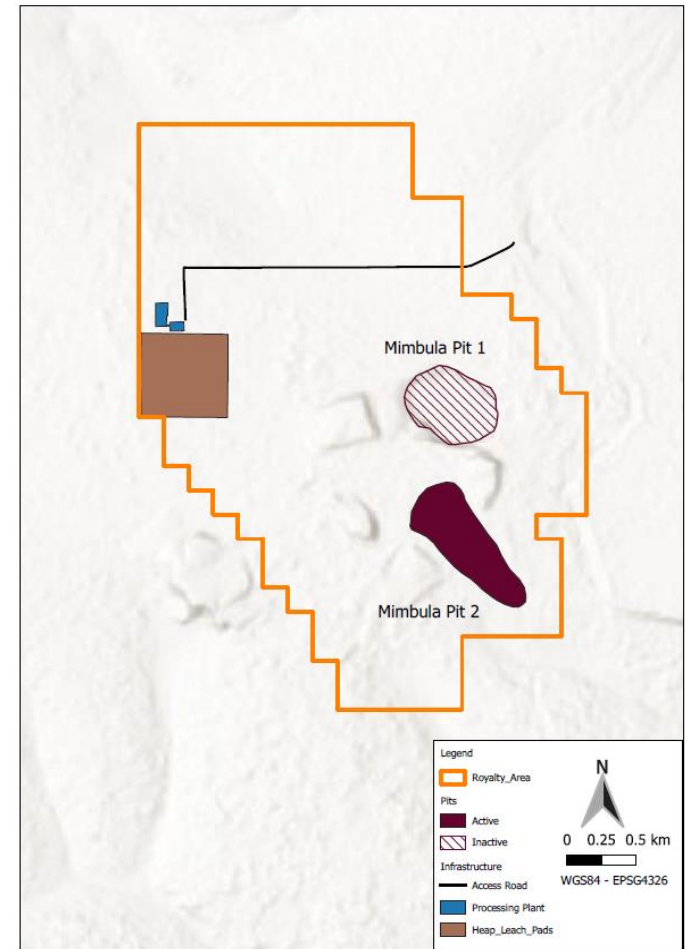 Mimbula Pit 1
Mimbula Pit 2
Legend
Royalty_Area
Pits
Active
Inactive
Infrastructure
Access Road
Processing Plant
Heap_Leach_Pads
N
0 0.25 0.5 km
WGS84 - EPSG4326